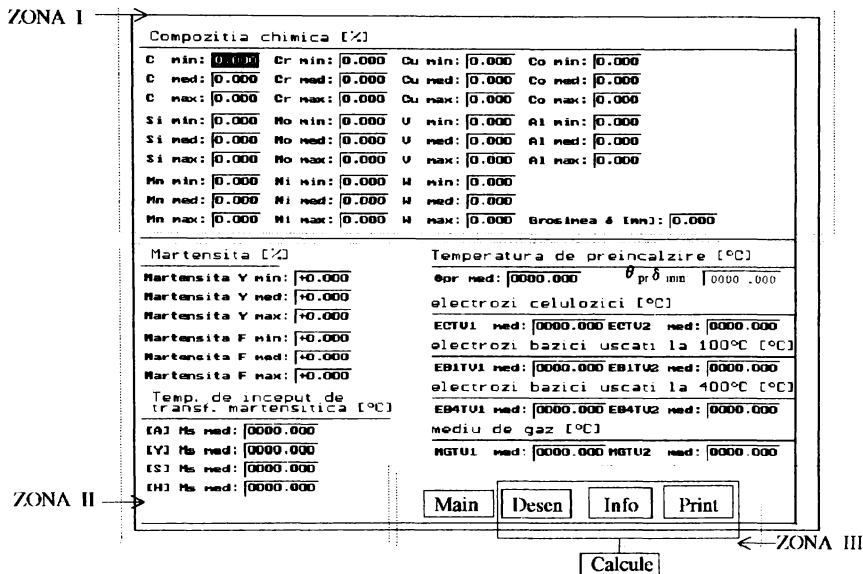 ZONA I
Compozitia chimica [%]
C min: 0.000 Cr min: 0.000 Cu min: 0.000 Co min: 0.000
C med: 0.000 Cr med: 0.000 Cu med: 0.000 Co med: 0.000
C max: 0.000 Cr max: 0.000 Cu max: 0.000 Co max: 0.000
Si min: 0.000 Mo min: 0.000 V min: 0.000 Al min: 0.000
Si med: 0.000 Mo med: 0.000 V med: 0.000 Al med: 0.000
Si max: 0.000 Mo max: 0.000 V max: 0.000 Al max: 0.000
Mn min: 0.000 Ni min: 0.000 W min: 0.000
Mn med: 0.000 Ni med: 0.000 W med: 0.000
Mn max: 0.000 Ni max: 0.000 W max: 0.000 Grosimea δ [mm]: 0.000
Martensita [%]
Martensita Y min: +0.000
Martensita Y med: +0.000
Martensita Y max: +0.000
Martensita F min: +0.000
Martensita F med: +0.000
Martensita F max: +0.000
Temp. de inceput de
transf. martensitica [°C]
[A] Ms med: 0000.000
[Y] Ms med: 0000.000
[S] Ms med: 0000.000
[H] Ms med: 0000.000
Temperatura de preincalzire [°C]
θpr med: 0000.000 θ pr δ min 0000 .000
electrozi celulozici [°C]
ECTV1 med: 0000.000 ECTV2 med: 0000.000
electrozi bazici uscati la 100°C [°C]
EB1TV1 med: 0000.000 EB1TV2 med: 0000.000
electrozi bazici uscati la 400°C [°C]
EB4TV1 med: 0000.000 EB4TV2 med: 0000.000
mediu de gaz [°C]
MGTV1 med: 0000.000 MGTV2 med: 0000.000
ZONA II
Main Desen Info Print
ZONA III
Calcule